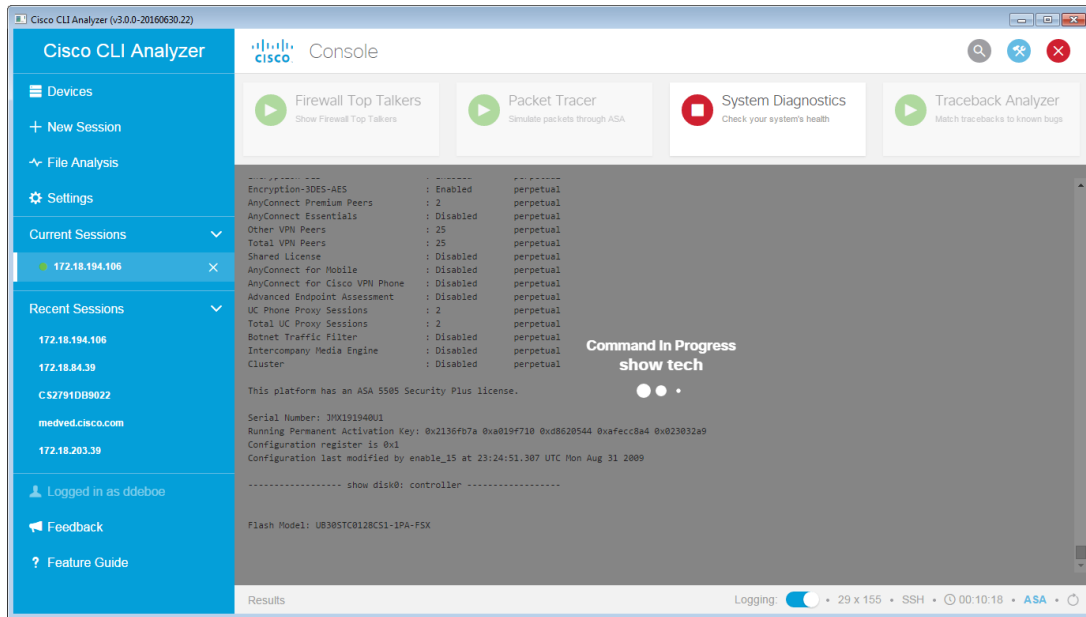 Cisco CLI Analyzer (v3.0.0-20160630.22)
Cisco CLI Analyzer
Devices
+ New Session
File Analysis
Settings
Current Sessions
172.18.194.106
Recent Sessions
172.18.194.106
172.18.84.39
CS2791DB9022
medved.cisco.com
172.18.203.39
Logged in as ddeboe
Feedback
? Feature Guide
CISCO Console
Firewall Top Talkers
Show Firewall Top Talkers
Packet Tracer
Simulate packets through ASA
System Diagnostics
Check your system's health
Traceback Analyzer
Match tracebacks to known bugs
Encryption-3DES-AES : Enabled perpetual
AnyConnect Premium Peers : 2 perpetual
AnyConnect Essentials : Disabled perpetual
Other VPN Peers : 25 perpetual
Total VPN Peers : 25 perpetual
Shared License : Disabled perpetual
AnyConnect for Mobile : Disabled perpetual
AnyConnect for Cisco VPN Phone : Disabled perpetual
Advanced Endpoint Assessment : Disabled perpetual
UC Phone Proxy Sessions : 2 perpetual
Total UC Proxy Sessions : 2 perpetual
Botnet Traffic Filter : Disabled perpetual
Intercompany Media Engine : Disabled perpetual
Cluster : Disabled perpetual
Command In Progress
show tech
This platform has an ASA 5505 Security Plus license.
Serial Number: JMX191940U1
Running Permanent Activation Key: 0x2136fb7a 0xa019f710 0xd8620544 0xafecc8a4 0x023032a9
Configuration register is 0x1
Configuration last modified by enable_15 at 23:24:51.307 UTC Mon Aug 31 2009
------------------ show disk0: controller ------------------
Flash Model: UB30STC0128CS1-1PA-FSX
Results
Logging: • 29 x 155 • SSH • 00:10:18 • ASA •